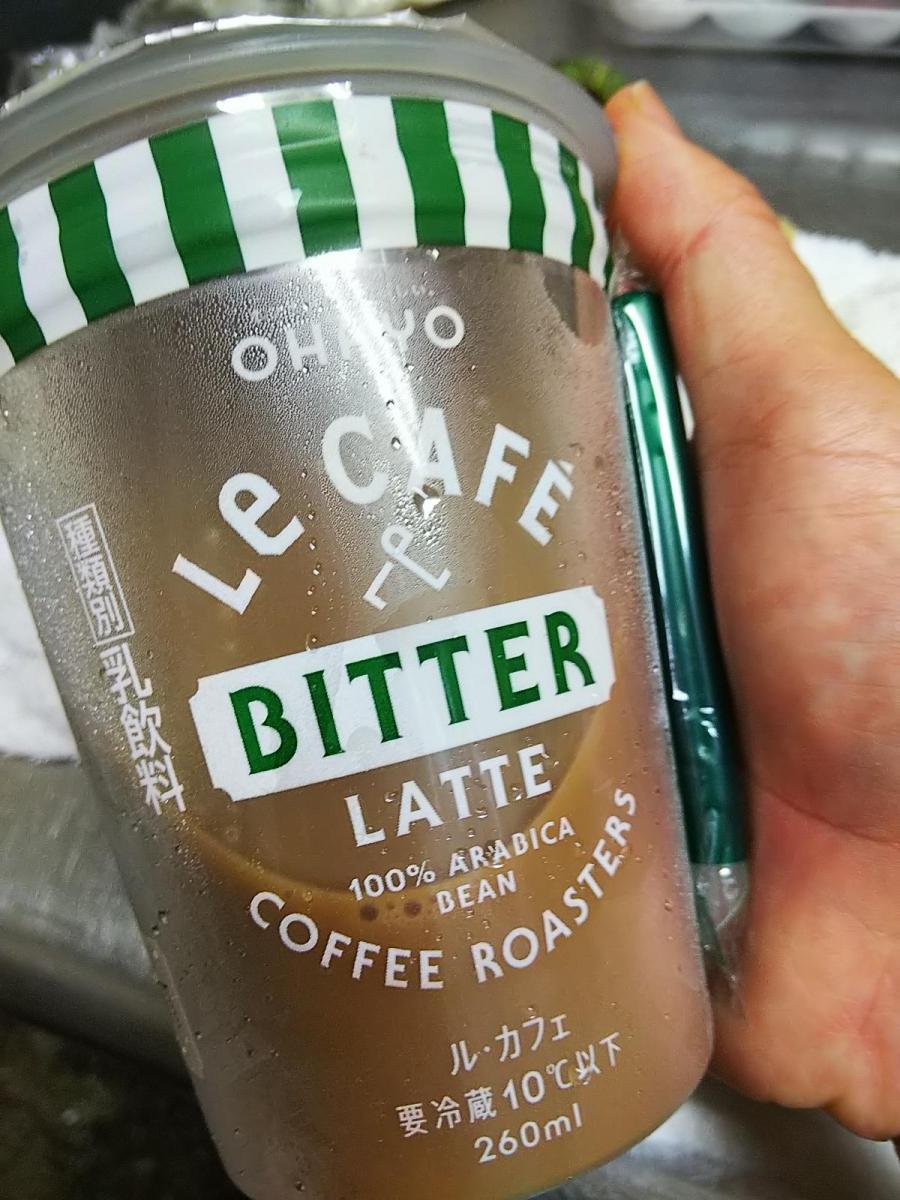 OHAYO
Le CAFÉ
BITTER
LATTE
100% ARABICA
BEAN
COFFEE ROASTERS
種類別 乳飲料
ル・カフェ
要冷蔵10℃以下
260ml